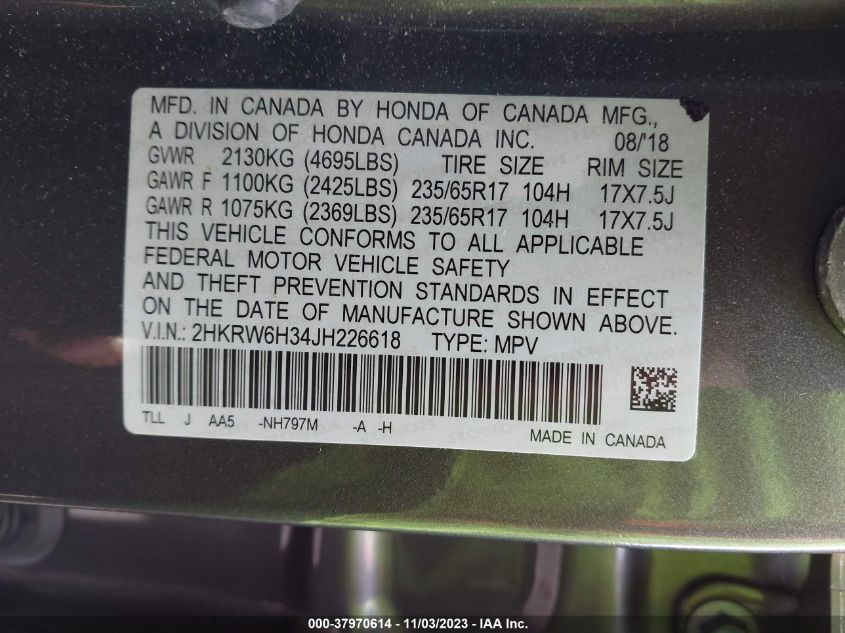 MFD. IN CANADA BY HONDA OF CANADA MFG.,
A DIVISION OF HONDA CANADA INC. 08/'18
GVWR 2130KG (4695LBS) TIRE SIZE RIM SIZE
GAWR F 1100KG (2425LBS) 235/65R17 104H 17X7.5J
GAWR R 1075KG (2369LBS) 235/65R17 104H 17X7.5J
THIS VEHICLE CONFORMS TO ALL APPLICABLE
FEDERAL MOTOR VEHICLE SAFETY
AND THEFT PREVENTION STANDARDS IN EFFECT
ON THE DATE OF MANUFACTURE SHOWN ABOVE.
V.I.N.: 2HKRW6H34JH226618 TYPE: MPV
TLL J AA5 -NH797M -A -H
MADE IN CANADA
000-37970614 - 11/03/2023 - IAA Inc.